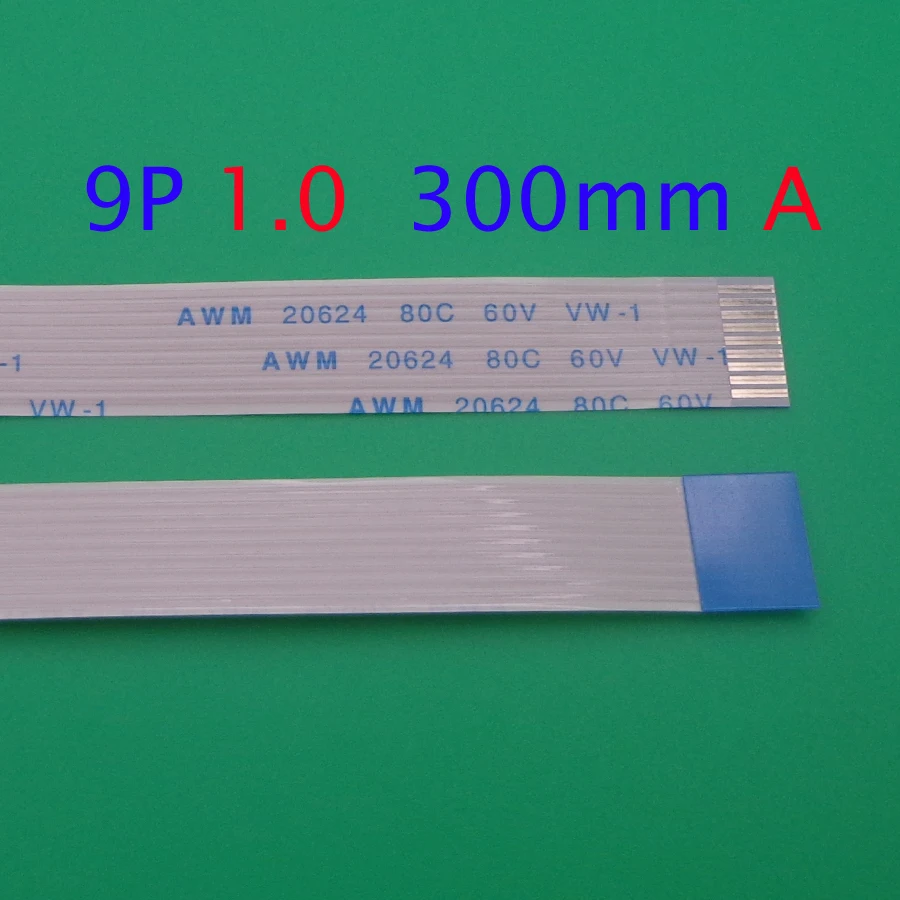 9P 1.0 300mm A
AWM 20624 80C 60V VW-1
-1 AWM 20624 80C 60V VW-1
VW-1 AWM 20624 80C 60V